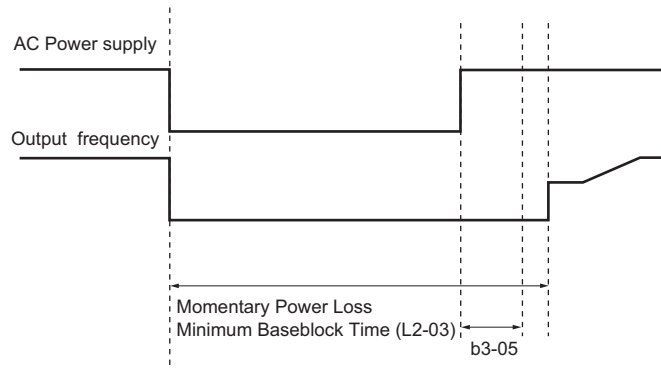 AC Power supply
Output frequency
Momentary Power Loss
Minimum Baseblock Time (L2-03)
b3-05